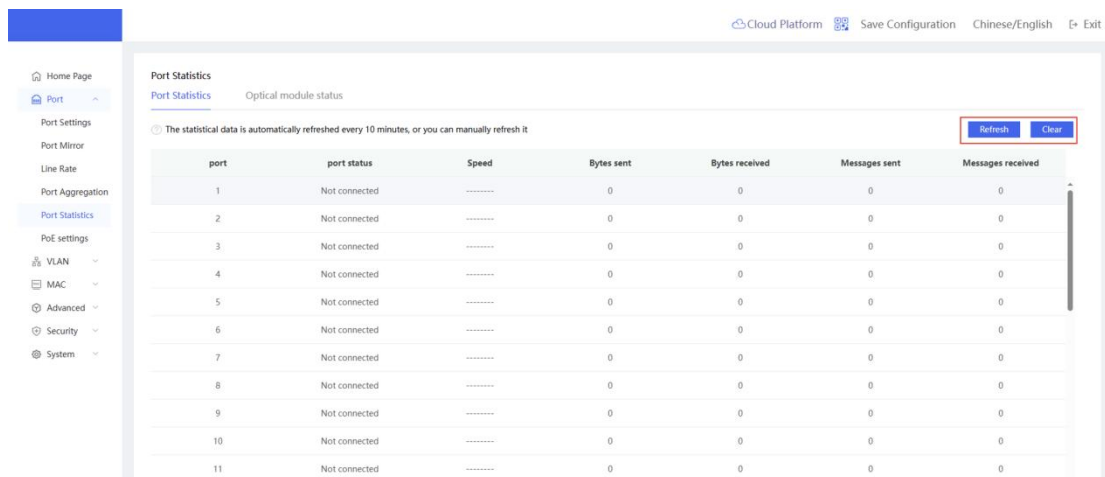 Cloud Platform Save Configuration Chinese/English Exit
Home Page
Port
Port Settings
Port Mirror
Line Rate
Port Aggregation
Port Statistics
PoE settings
VLAN
MAC
Advanced
Security
System
Port Statistics
Port Statistics Optical module status
? The statistical data is automatically refreshed every 10 minutes, or you can manually refresh it
Refresh Clear
port port status Speed Bytes sent Bytes received Messages sent Messages received
1 Not connected -------- 0 0 0 0
2 Not connected -------- 0 0 0 0
3 Not connected -------- 0 0 0 0
4 Not connected -------- 0 0 0 0
5 Not connected -------- 0 0 0 0
6 Not connected -------- 0 0 0 0
7 Not connected -------- 0 0 0 0
8 Not connected -------- 0 0 0 0
9 Not connected -------- 0 0 0 0
10 Not connected -------- 0 0 0 0
11 Not connected -------- 0 0 0 0